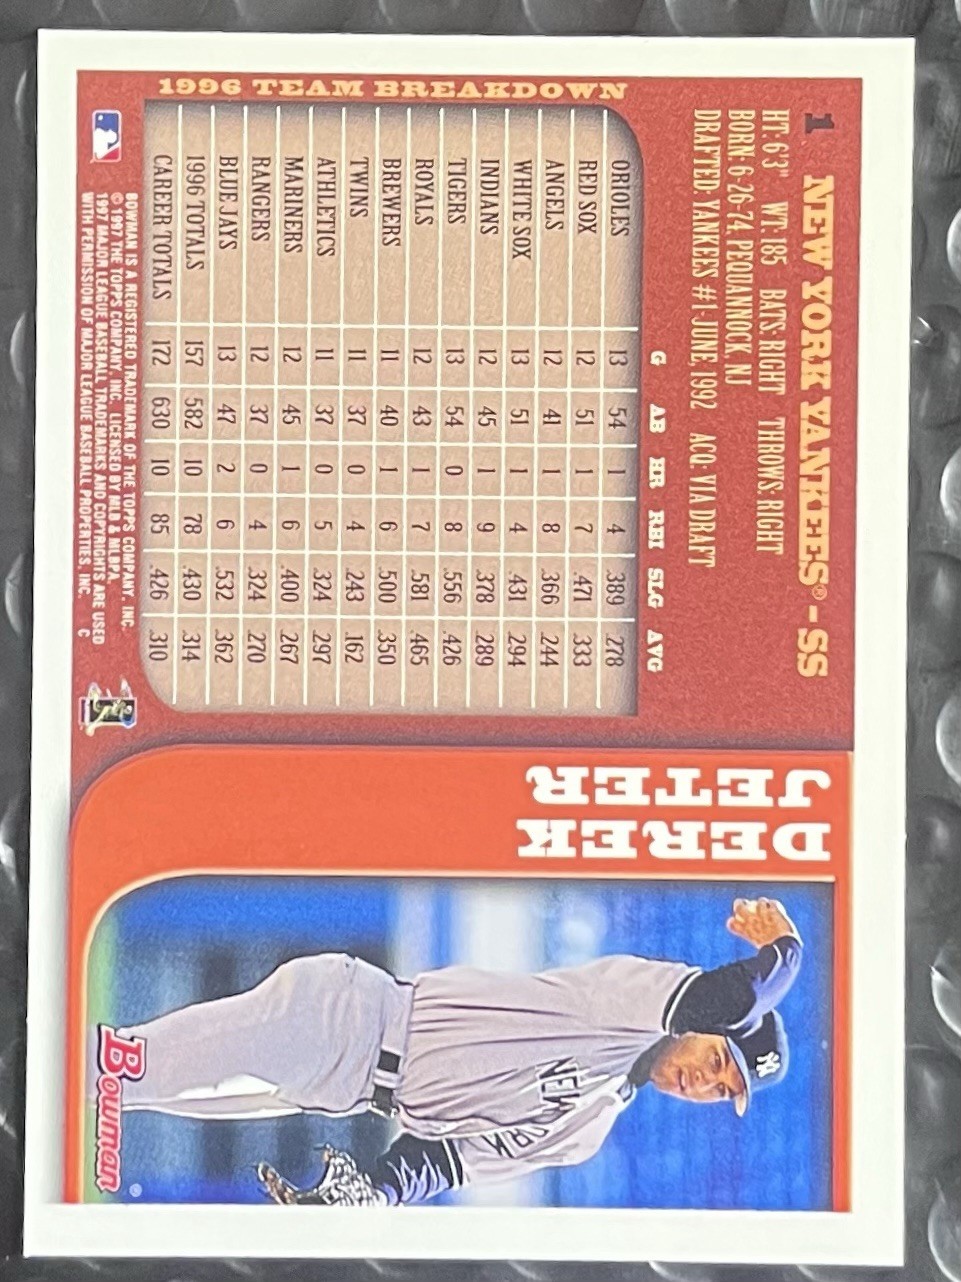 1
NEW YORK YANKEES® - SS
HT: 6'3" WT: 185 BATS: RIGHT THROWS: RIGHT
BORN: 6-26-74, PEQUANNOCK, NJ
DRAFTED: YANKEES #1-JUNE, 1992 ACQ: VIA DRAFT
G AB HR RBI SLG AVG
ORIOLES 13 54 1 4 .389 .278
RED SOX 12 51 1 7 .471 .333
ANGELS 12 41 1 8 .366 .244
WHITE SOX 13 51 1 4 .431 .294
INDIANS 12 45 1 9 .378 .289
TIGERS 13 54 0 8 .556 .426
ROYALS 12 43 1 7 .581 .465
BREWERS 11 40 1 6 .500 .350
TWINS 11 37 0 4 .243 .162
ATHLETICS 11 37 0 5 .324 .297
MARINERS 12 45 1 6 .400 .267
RANGERS 12 37 0 4 .324 .270
BLUE JAYS 13 47 2 6 .532 .362
1996 TOTALS 157 582 10 78 .430 .314
CAREER TOTALS 172 630 10 85 .426 .310
1996 TEAM BREAKDOWN
BOWMAN IS A REGISTERED TRADEMARK OF THE TOPPS COMPANY, INC.
© 1997 THE TOPPS COMPANY, INC. LICENSED BY MLB & MLBPA.
1997 MAJOR LEAGUE BASEBALL TRADEMARKS AND COPYRIGHTS ARE USED
WITH PERMISSION OF MAJOR LEAGUE BASEBALL PROPERTIES, INC. C
DEREK
JETER
NY
NEW YORK
Bowman®